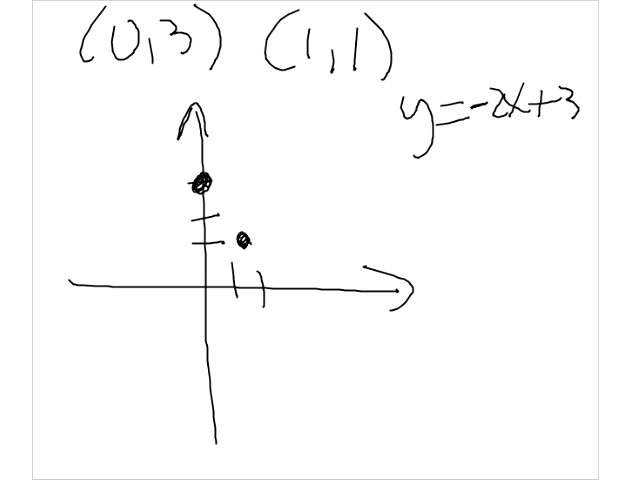 (0,3) (1,1)
y=-2x+3